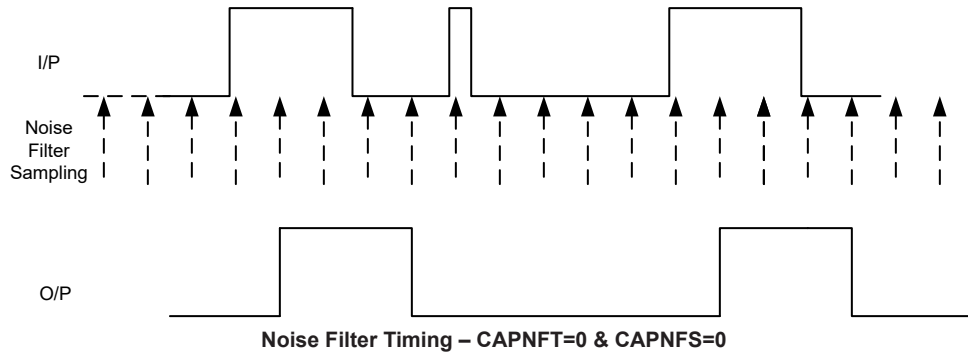 I/P
Noise
Filter
Sampling
O/P
Noise Filter Timing – CAPNFT=0 & CAPNFS=0